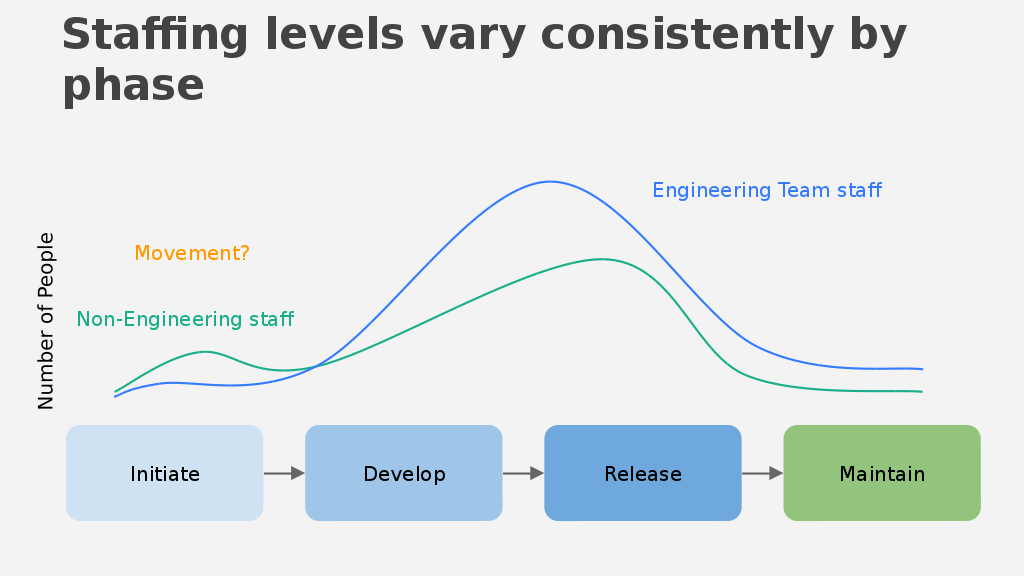 Staffing levels vary consistently by
phase
Engineering Team staff
Movement?
Non-Engineering staff
Number of People
Initiate
Develop
Release
Maintain